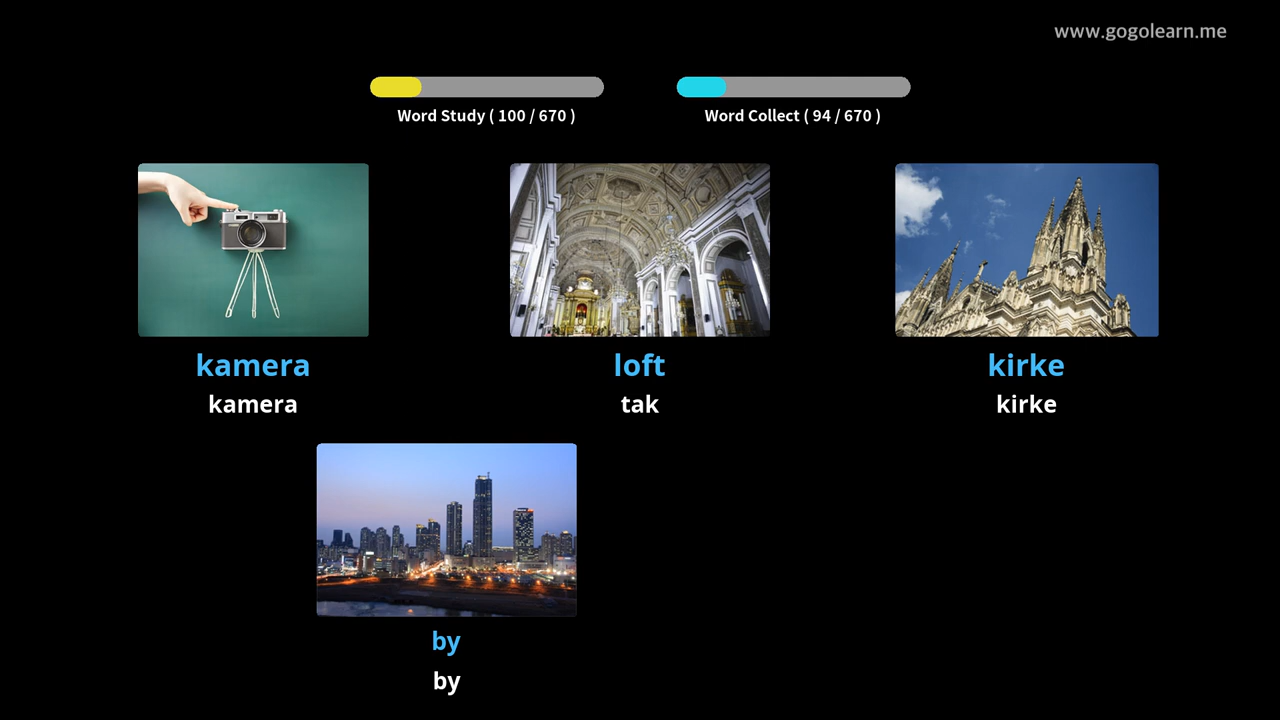 www.gogolearn.me
Word Study ( 100 / 670 )
Word Collect ( 94 / 670 )
kamera
kamera
loft
tak
kirke
kirke
by
by